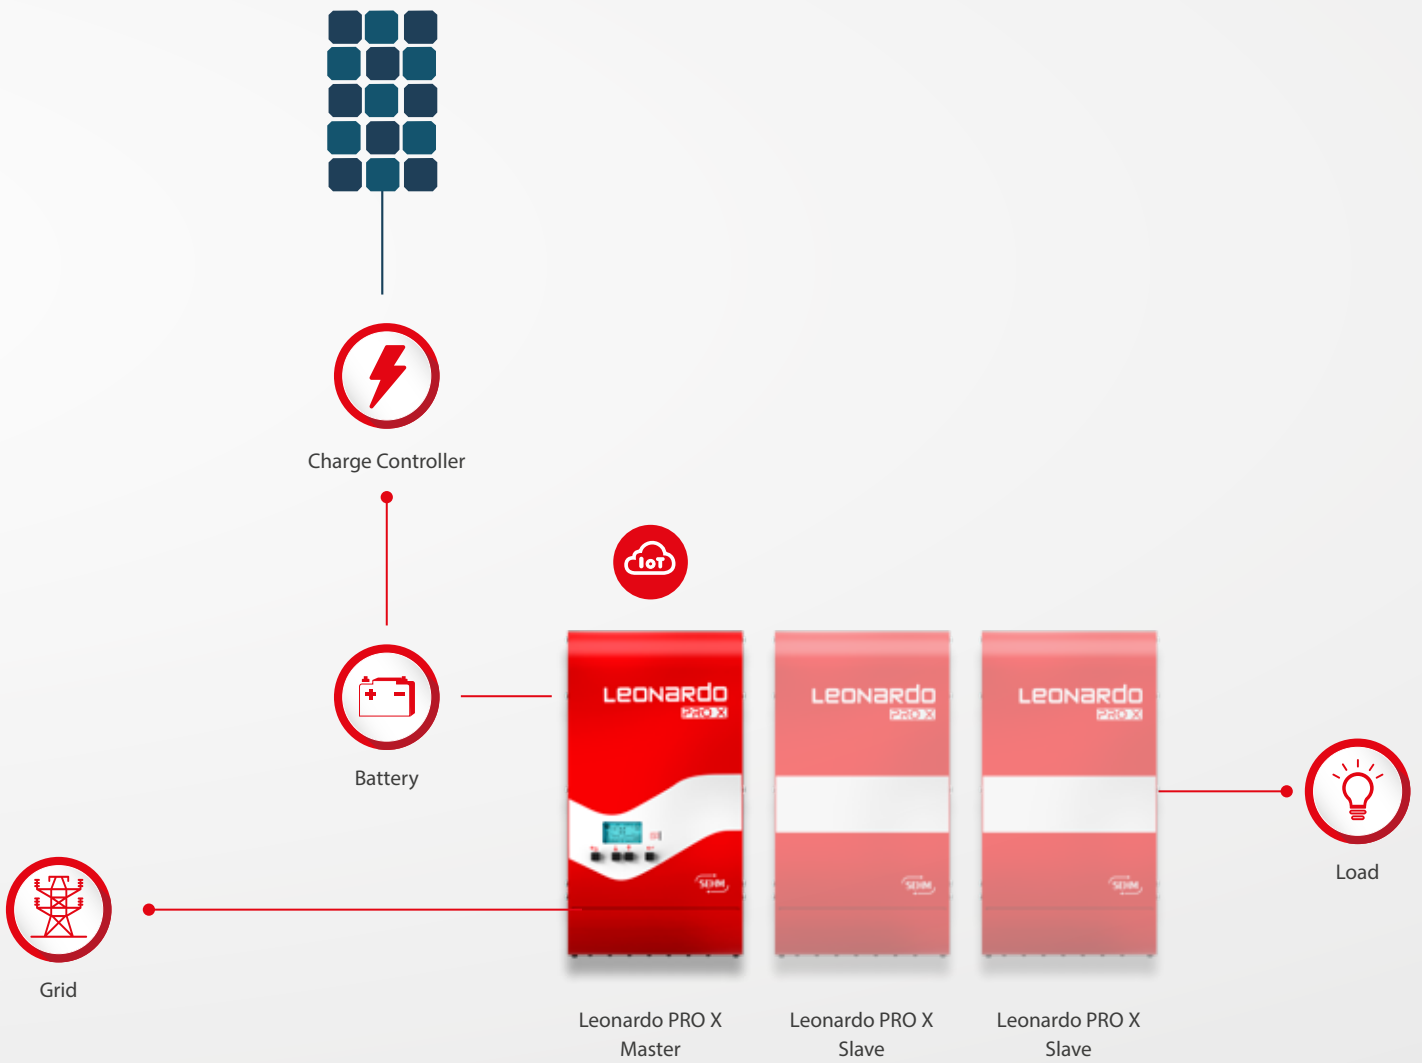 Charge Controller
IoT
LEONARDO
PRO X
LEONARDO
PRO X
LEONARDO
PRO X
Battery
Load
Grid
Leonardo PRO X
Master
Leonardo PRO X
Slave
Leonardo PRO X
Slave